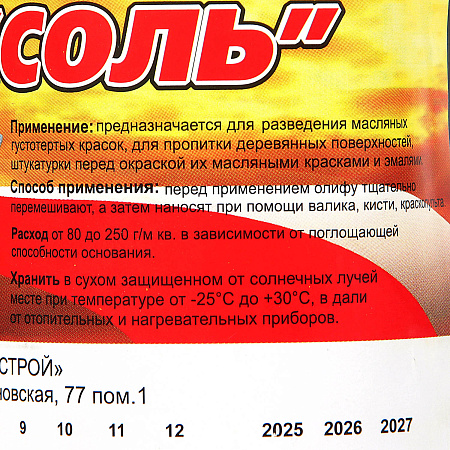 "СОЛЬ"
Применение: предназначается для разведения масляных
густотертых красок, для пропитки деревянных поверхностей,
штукатурки перед окраской их масляными красками и эмалями.
Способ применения: перед применением олифу тщательно
перемешивают, а затем наносят при помощи валика, кисти, краскопульта.
Расход от 80 до 250 г/м кв. в зависимости от поглощающей
способности основания.
Хранить в сухом защищенном от солнечных лучей
месте при температуре от -25°С до +30°С, в дали
от отопительных и нагревательных приборов.
СТРОЙ»
новская, 77 пом.1
9 10 11 12 2025 2026 2027